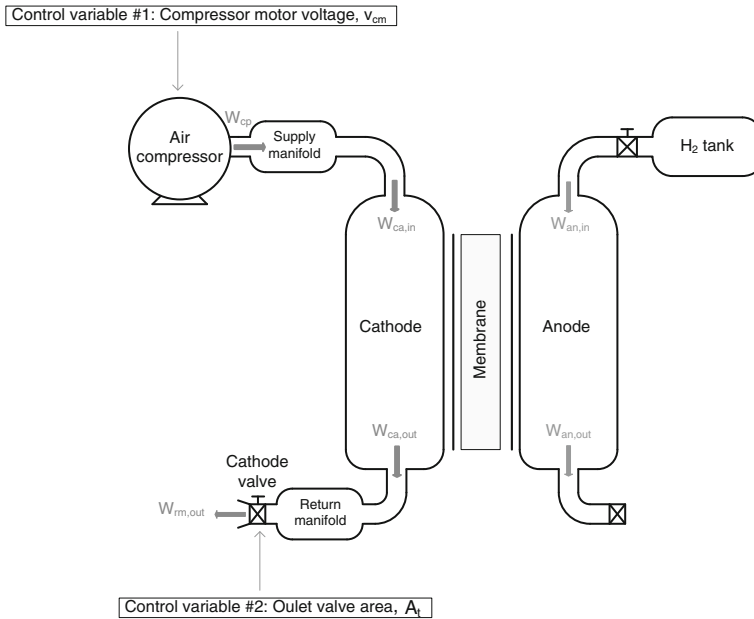 Control variable #1: Compressor motor voltage, v_cm
W_cp
Air
compressor
Supply
manifold
H_2 tank
W_ca,in
W_an,in
Cathode
Membrane
Anode
W_ca,out
W_an,out
Cathode
valve
W_rm,out
Return
manifold
Control variable #2: Oulet valve area, A_t